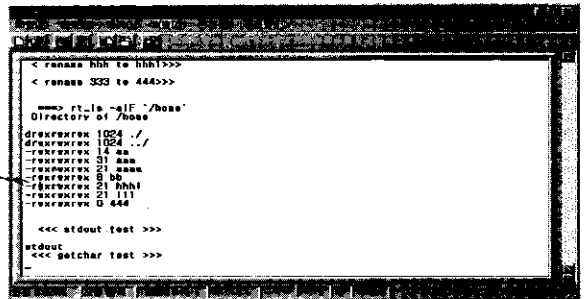 < rename hhh to hhh1>>>
< rename 333 to 444>>>
===> rt_ls -alF '/home'
Directory of /home
drwxrwxrwx 1024 ./
drwxrwxrwx 1024 ../
-rwxrwxrwx 14 aa
-rwxrwxrwx 31 aaa
-rwxrwxrwx 21 aaaa
-rwxrwxrwx 8 bb
-rwxrwxrwx 21 hhh1
-rwxrwxrwx 21 111
-rwxrwxrwx 0 444
<<< stdout test >>>
stdout
<<< getchar test >>>